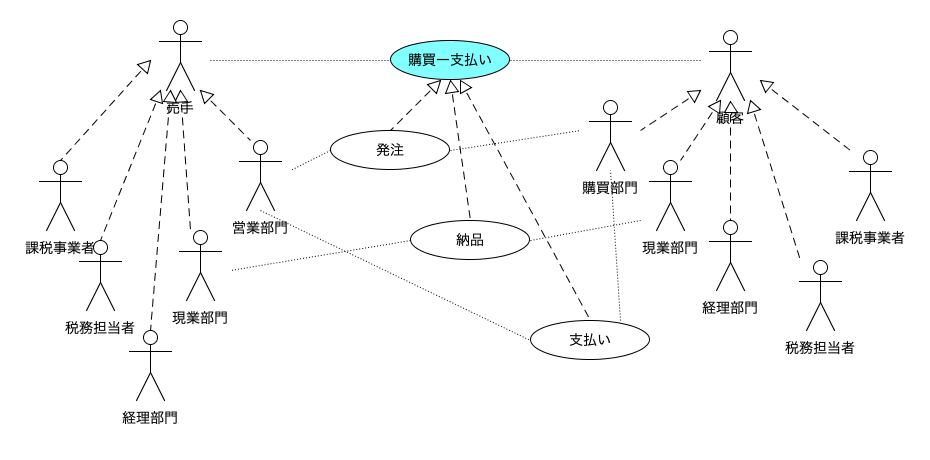 購買ー支払い
売手
顧客
発注
購買部門
営業部門
課税事業者
納品
現業部門
課税事業者
現業部門
税務担当者
経理部門
支払い
税務担当者
経理部門